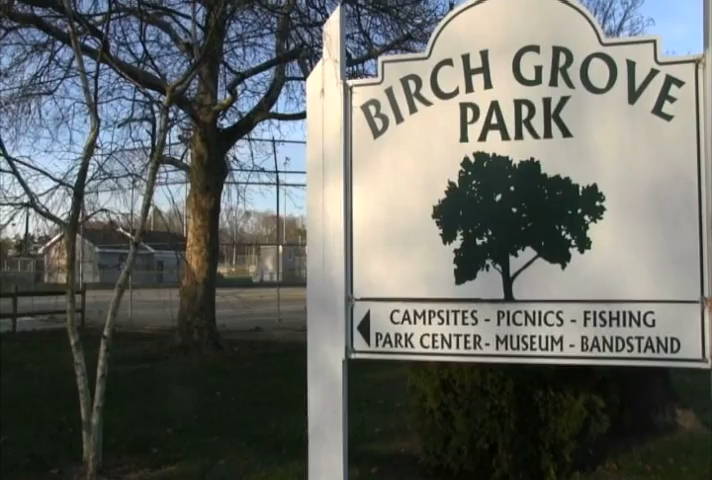 BIRCH GROVE
PARK
CAMPSITES - PICNICS - FISHING
PARK CENTER- MUSEUM - BANDSTAND